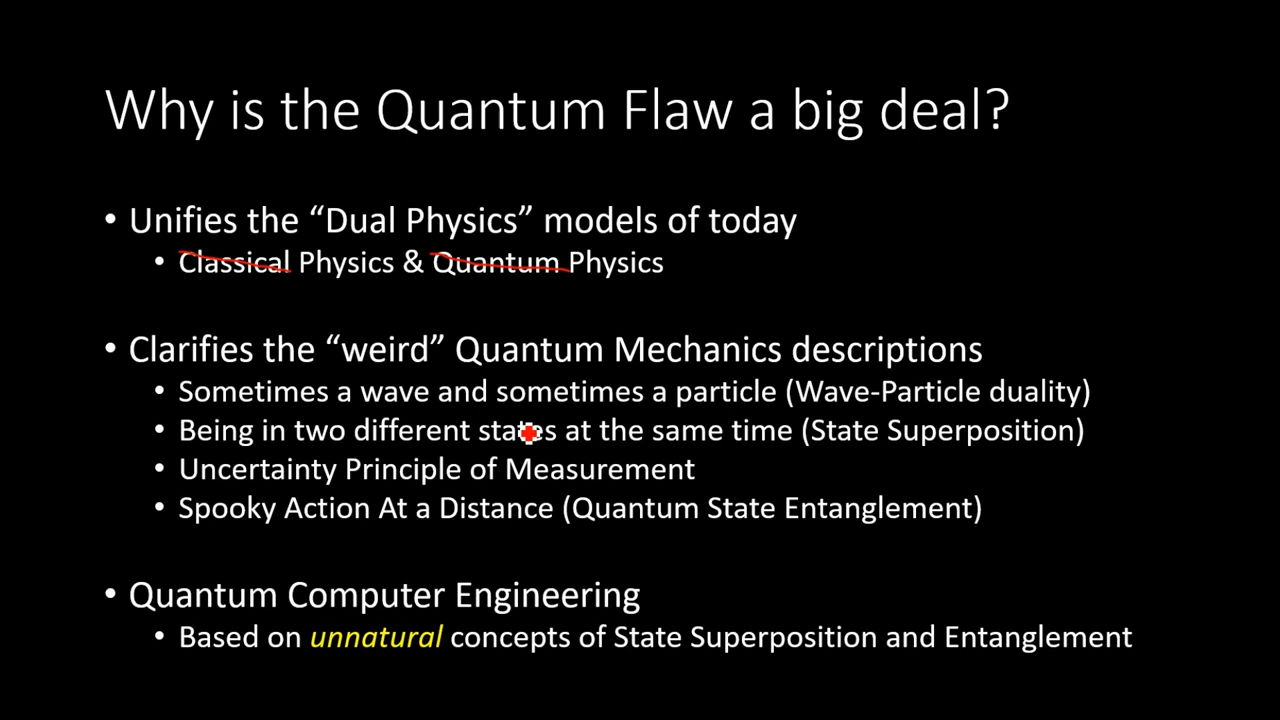 Why is the Quantum Flaw a big deal?
• Unifies the “Dual Physics” models of today
• Classical Physics & Quantum Physics
• Clarifies the “weird” Quantum Mechanics descriptions
• Sometimes a wave and sometimes a particle (Wave-Particle duality)
• Being in two different states at the same time (State Superposition)
• Uncertainty Principle of Measurement
• Spooky Action At a Distance (Quantum State Entanglement)
• Quantum Computer Engineering
• Based on unnatural concepts of State Superposition and Entanglement